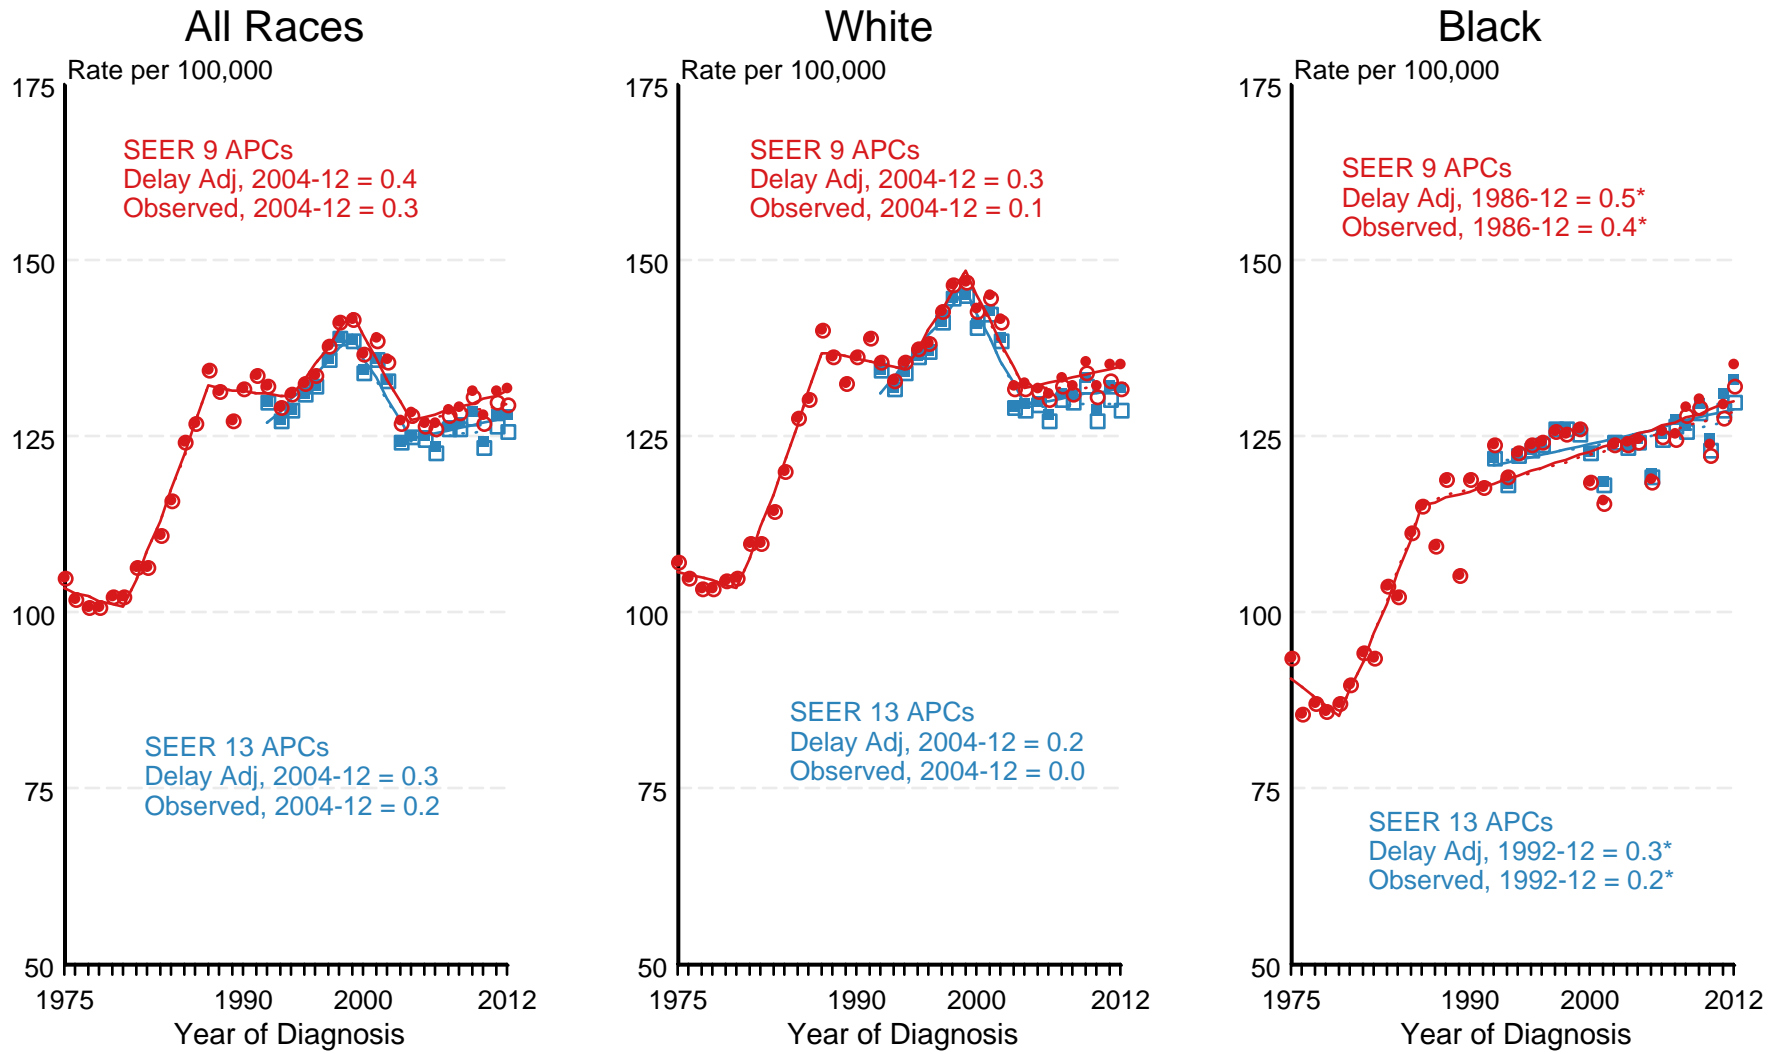 All Races
Rate per 100,000
175
SEER 9 APCs
Delay Adj, 2004-12 = 0.4
Observed, 2004-12 = 0.3
150
125
100
SEER 13 APCs
Delay Adj, 2004-12 = 0.3
Observed, 2004-12 = 0.2
75
50
1975 1990 2000 2012
Year of Diagnosis
White
Rate per 100,000
175
SEER 9 APCs
Delay Adj, 2004-12 = 0.3
Observed, 2004-12 = 0.1
150
125
100
SEER 13 APCs
Delay Adj, 2004-12 = 0.2
Observed, 2004-12 = 0.0
75
50
1975 1990 2000 2012
Year of Diagnosis
Black
Rate per 100,000
175
SEER 9 APCs
Delay Adj, 1986-12 = 0.5*
Observed, 1986-12 = 0.4*
150
125
100
75
SEER 13 APCs
Delay Adj, 1992-12 = 0.3*
Observed, 1992-12 = 0.2*
50
1975 1990 2000 2012
Year of Diagnosis